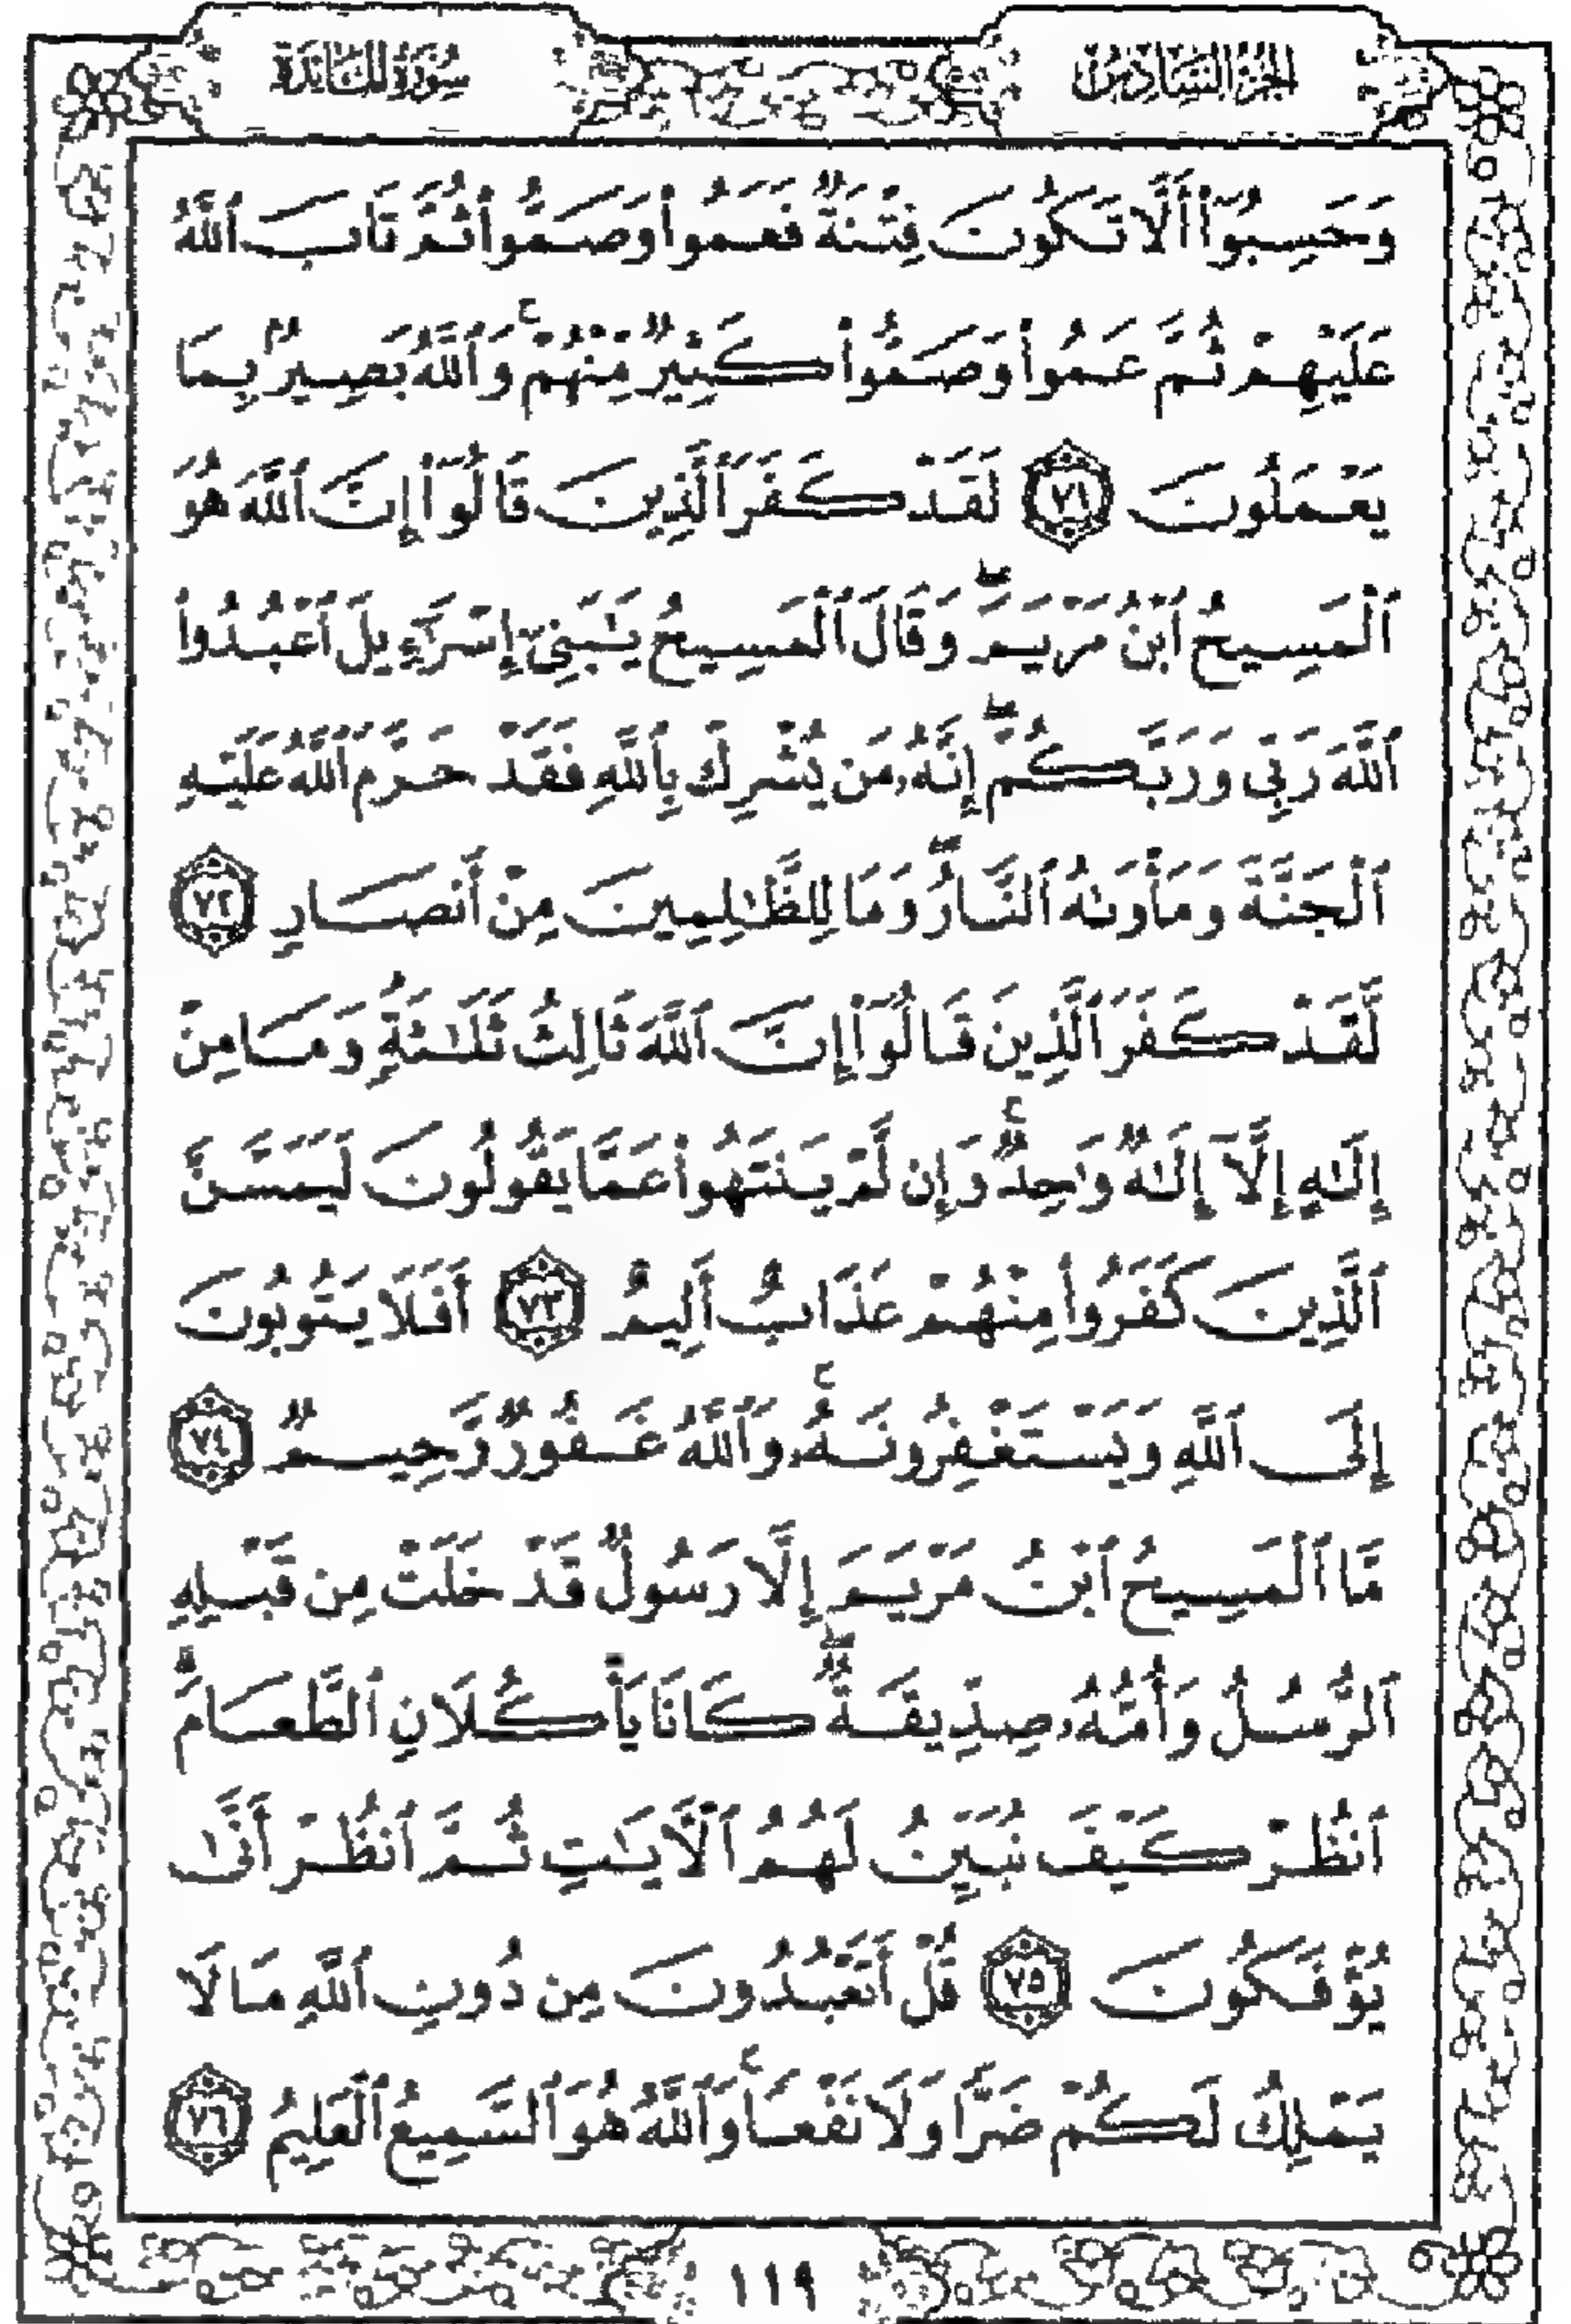 الجزء السادس
سورة المائدة
وَحَسِبُوٓا۟ أَلَّا تَكُونَ فِتْنَةٌ فَعَمُوا۟ وَصَمُّوا۟ ثُمَّ تَابَ ٱللَّهُ
عَلَيْهِمْ ثُمَّ عَمُوا۟ وَصَمُّوا۟ كَثِيرٌ مِّنْهُمْ ۚ وَٱللَّهُ بَصِيرٌۢ بِمَا
يَعْمَلُونَ ٧١ لَقَدْ كَفَرَ ٱلَّذِينَ قَالُوٓا۟ إِنَّ ٱللَّهَ هُوَ
ٱلْمَسِيحُ ٱبْنُ مَرْيَمَ ۖ وَقَالَ ٱلْمَسِيحُ يَـٰبَنِىٓ إِسْرَٰٓءِيلَ ٱعْبُدُوا۟
ٱللَّهَ رَبِّى وَرَبَّكُمْ ۖ إِنَّهُۥ مَن يُشْرِكْ بِٱللَّهِ فَقَدْ حَرَّمَ ٱللَّهُ عَلَيْهِ
ٱلْجَنَّةَ وَمَأْوَىٰهُ ٱلنَّارُ ۖ وَمَا لِلظَّـٰلِمِينَ مِنْ أَنصَارٍ ٧٢
لَّقَدْ كَفَرَ ٱلَّذِينَ قَالُوٓا۟ إِنَّ ٱللَّهَ ثَالِثُ ثَلَـٰثَةٍ ۘ وَمَا مِنْ
إِلَـٰهٍ إِلَّآ إِلَـٰهٌ وَٰحِدٌ ۚ وَإِن لَّمْ يَنتَهُوا۟ عَمَّا يَقُولُونَ لَيَمَسَّنَّ
ٱلَّذِينَ كَفَرُوا۟ مِنْهُمْ عَذَابٌ أَلِيمٌ ٧٣ أَفَلَا يَتُوبُونَ
إِلَى ٱللَّهِ وَيَسْتَغْفِرُونَهُۥ ۚ وَٱللَّهُ غَفُورٌ رَّحِيمٌ ٧٤
مَّا ٱلْمَسِيحُ ٱبْنُ مَرْيَمَ إِلَّا رَسُولٌ قَدْ خَلَتْ مِن قَبْلِهِ
ٱلرُّسُلُ وَأُمُّهُۥ صِدِّيقَةٌ ۖ كَانَا يَأْكُلَانِ ٱلطَّعَامَ ۗ
ٱنظُرْ كَيْفَ نُبَيِّنُ لَهُمُ ٱلْـَٔايَـٰتِ ثُمَّ ٱنظُرْ أَنَّىٰ
يُؤْفَكُونَ ٧٥ قُلْ أَتَعْبُدُونَ مِن دُونِ ٱللَّهِ مَا لَا
يَمْلِكُ لَكُمْ ضَرًّا وَلَا نَفْعًا ۚ وَٱللَّهُ هُوَ ٱلسَّمِيعُ ٱلْعَلِيمُ ٧٦
١١٩